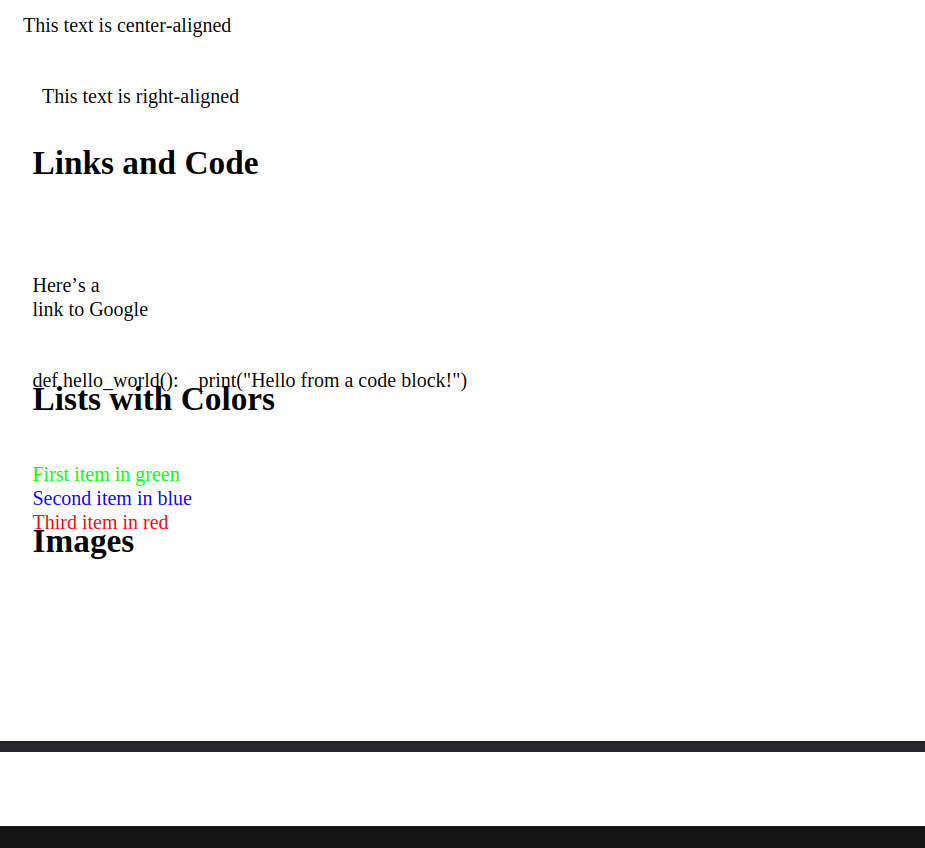 This text is center-aligned
This text is right-aligned
Links and Code
Here’s a
link to Google
def hello_world():    print("Hello from a code block!")
Lists with Colors
First item in green
Second item in blue
Third item in red
Images